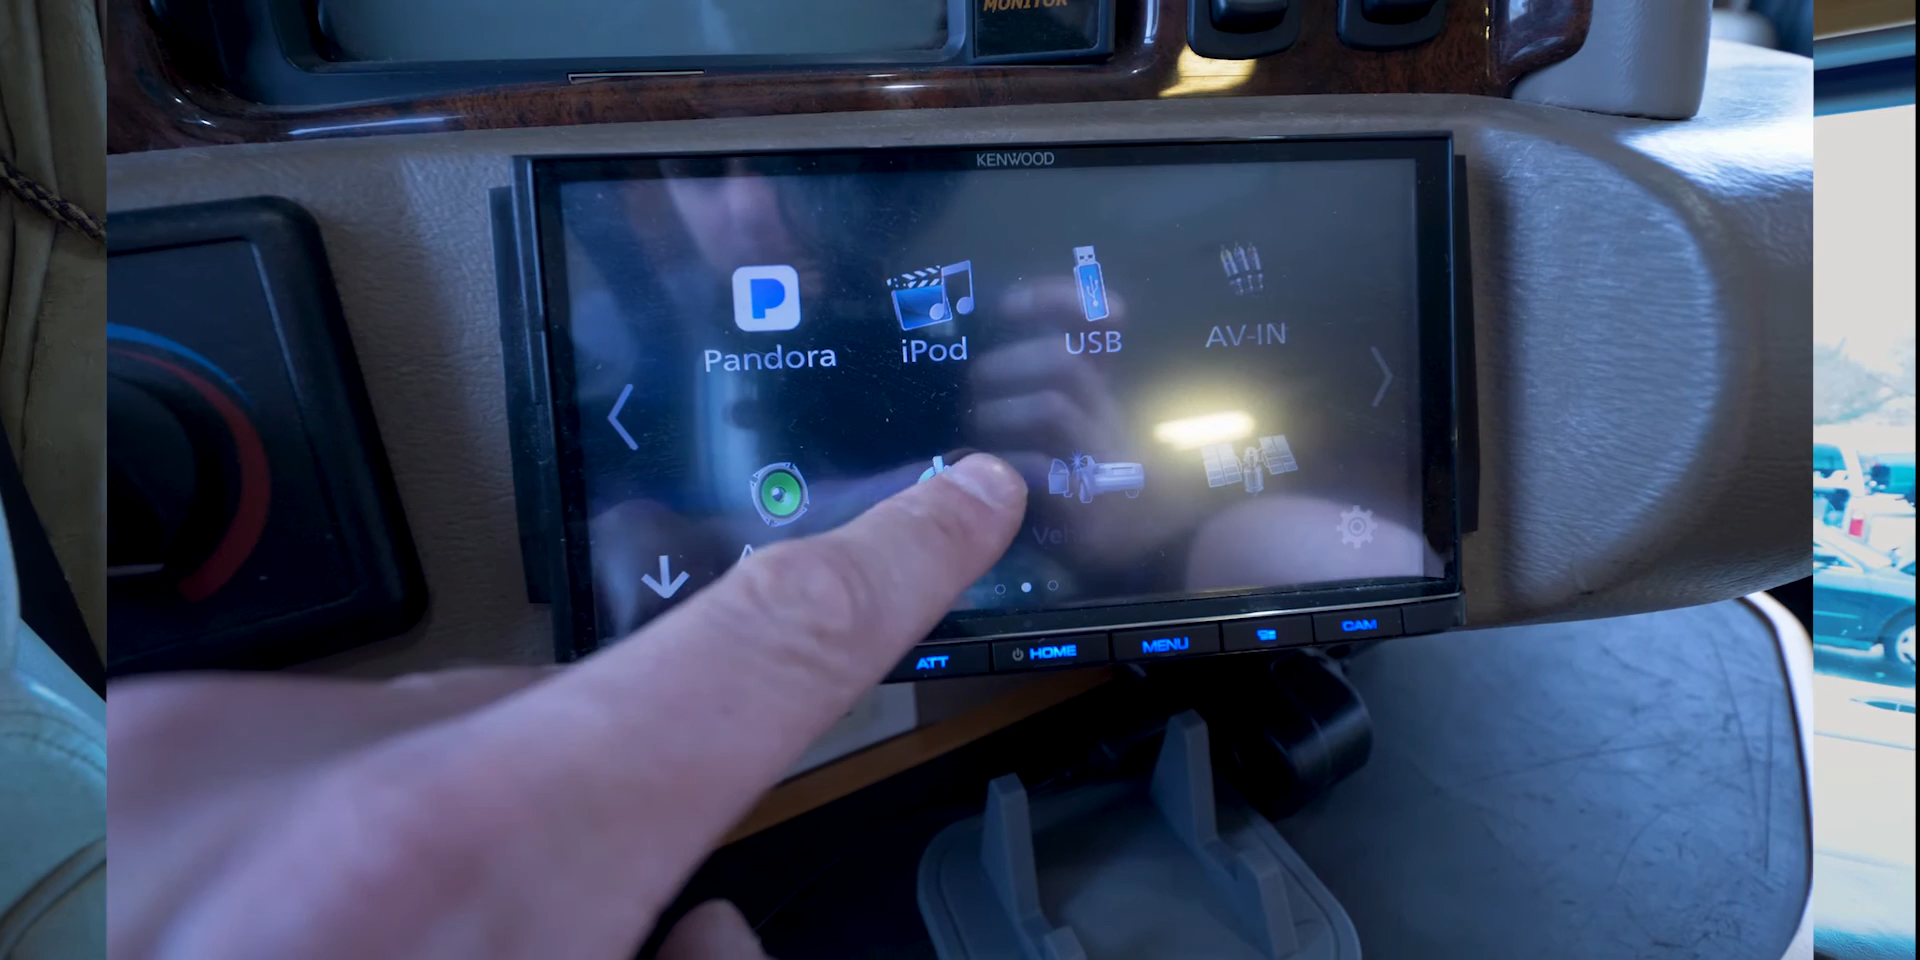 MONITOR
KENWOOD
Pandora
iPod
USB
AV-IN
ATT
HOME
MENU
CAM